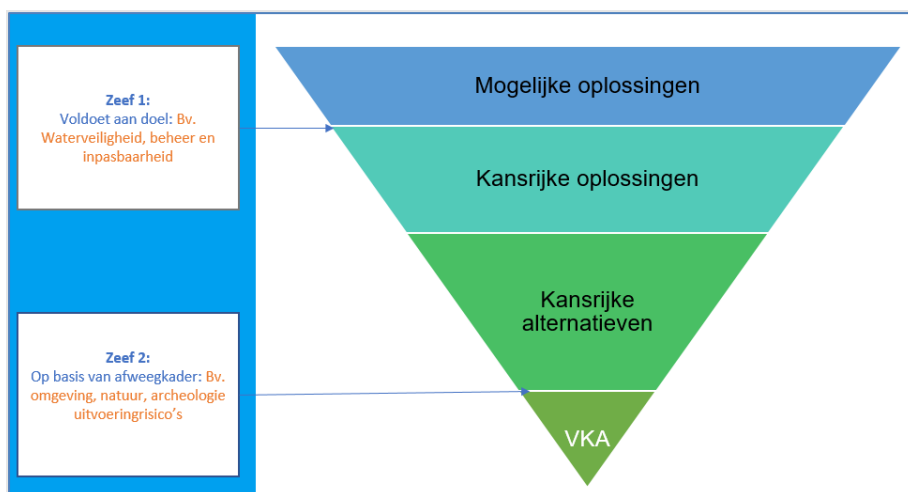 Zeef 1:
Voldoet aan doel: Bv.
Waterveiligheid, beheer en
inpasbaarheid
Zeef 2:
Op basis van afweegkader: Bv.
omgeving, natuur, archeologie
uitvoeringrisico's
Mogelijke oplossingen
Kansrijke oplossingen
Kansrijke
alternatieven
VKA